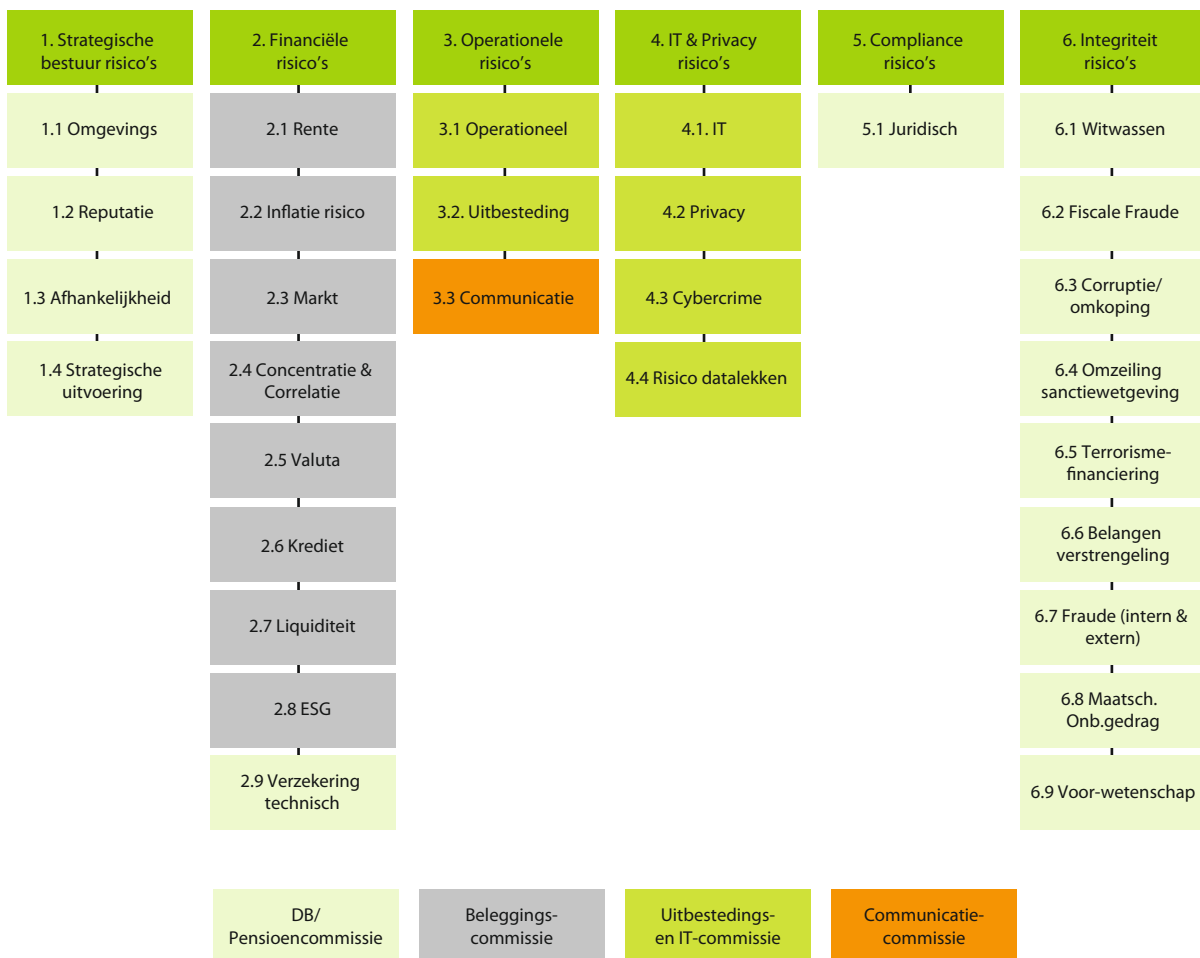 1. Strategische
bestuur risico's
1.1 Omgevings
1.2 Reputatie
1.3 Afhankelijkheid
1.4 Strategische
uitvoering
2. Financiële
risico's
2.1 Rente
2.2 Inflatie risico
2.3 Markt
2.4 Concentratie &
Correlatie
2.5 Valuta
2.6 Krediet
2.7 Liquiditeit
2.8 ESG
2.9 Verzekering
technisch
3. Operationele
risico's
3.1 Operationeel
3.2. Uitbesteding
3.3 Communicatie
4. IT & Privacy
risico's
4.1. IT
4.2 Privacy
4.3 Cybercrime
4.4 Risico datalekken
5. Compliance
risico's
5.1 Juridisch
6. Integriteit
risico's
6.1 Witwassen
6.2 Fiscale Fraude
6.3 Corruptie/
omkoping
6.4 Omzeiling
sanctiewetgeving
6.5 Terrorisme-
financiering
6.6 Belangen
verstrengeling
6.7 Fraude (intern &
extern)
6.8 Maatsch.
Onb.gedrag
6.9 Voor-wetenschap
DB/
Pensioencommissie
Beleggings-
commissie
Uitbestedings-
en IT-commissie
Communicatie-
commissie